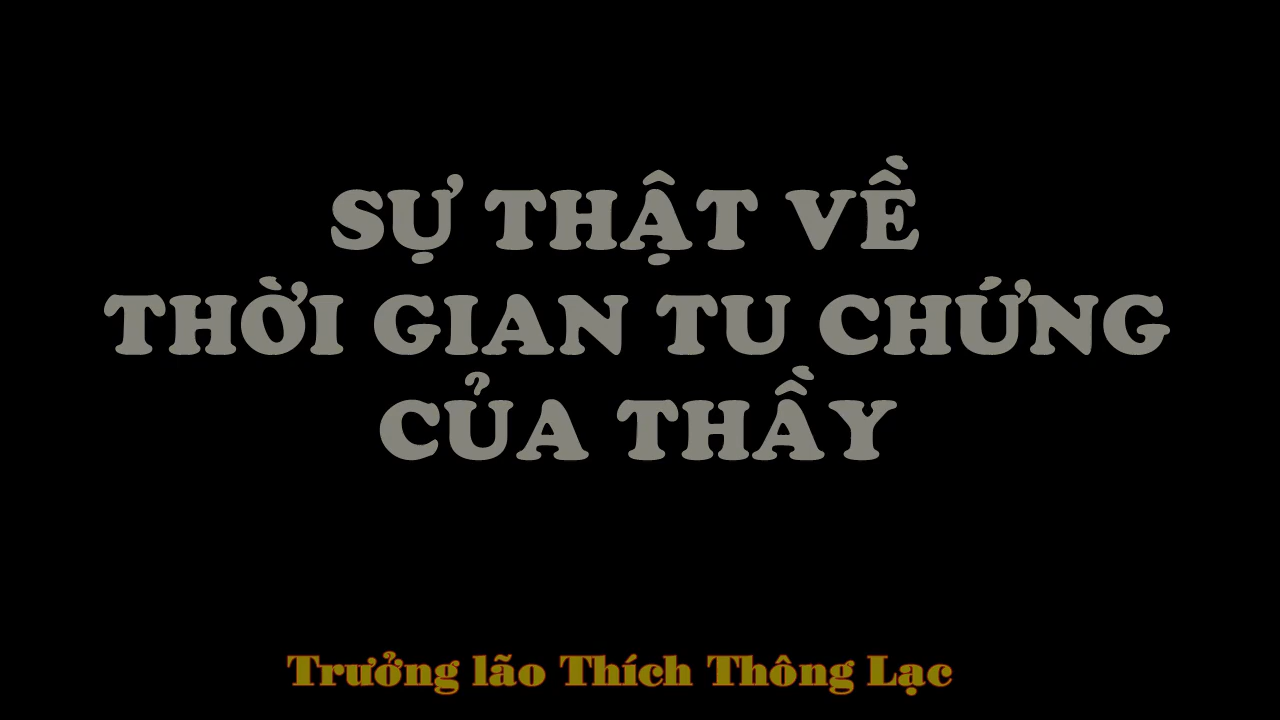 SỰ THẬT VỀ
THỜI GIAN TU CHỨNG
CỦA THẦY
Trưởng lão Thích Thông Lạc